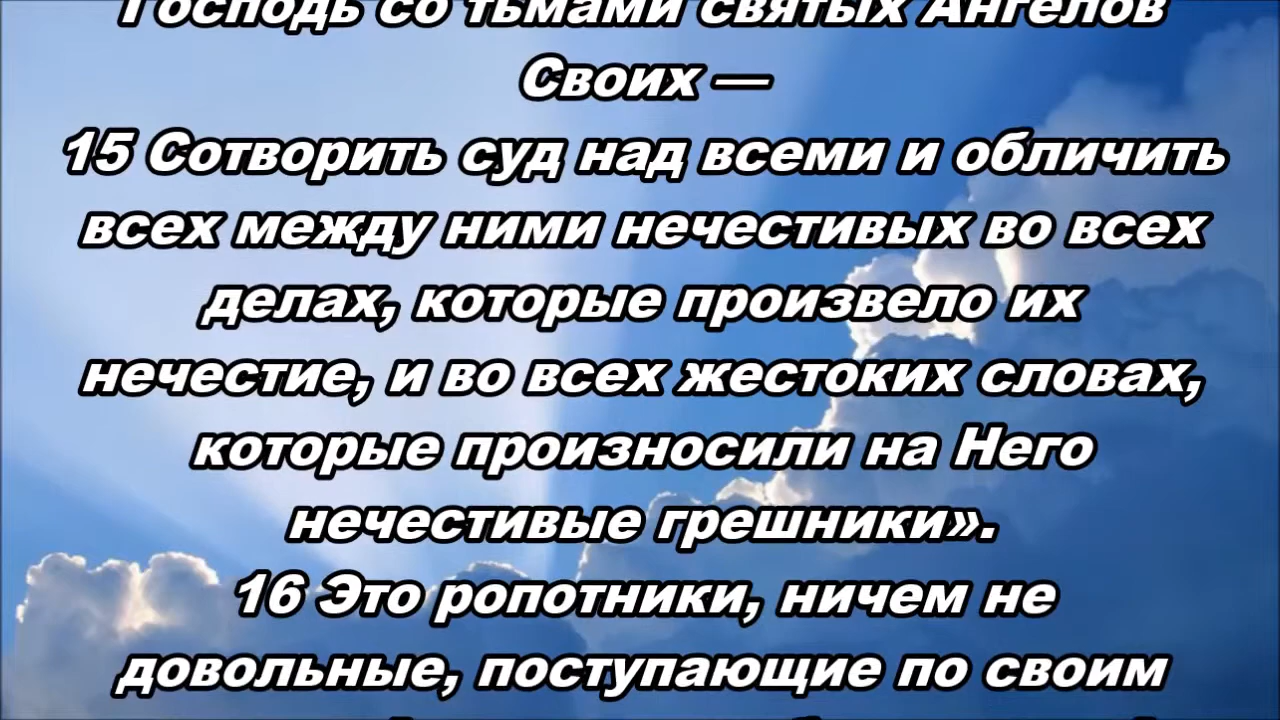 Господь со тьмами святых Ангелов
Своих —
15 Сотворить суд над всеми и обличить
всех между ними нечестивых во всех
делах, которые произвело их
нечестие, и во всех жестоких словах,
которые произносили на Него
нечестивые грешники».
16 Это ропотники, ничем не
довольные, поступающие по своим